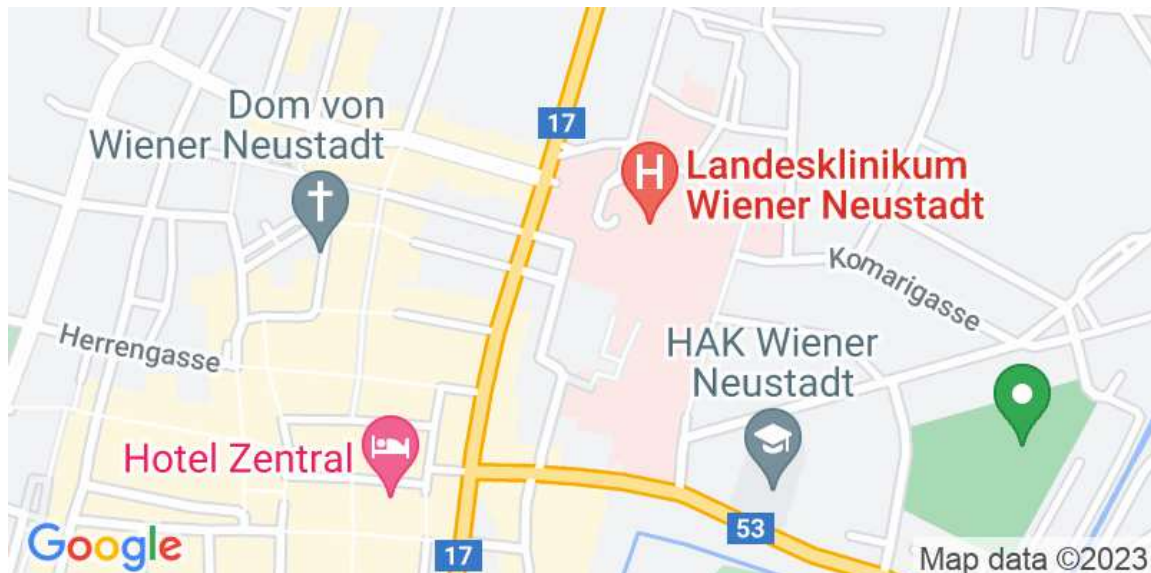 17
Dom von
Wiener Neustadt
H
Landesklinikum
Wiener Neustadt
Komarigasse
Herrengasse
HAK Wiener
Neustadt
Hotel Zentral
53
17
Google
Map data ©2023